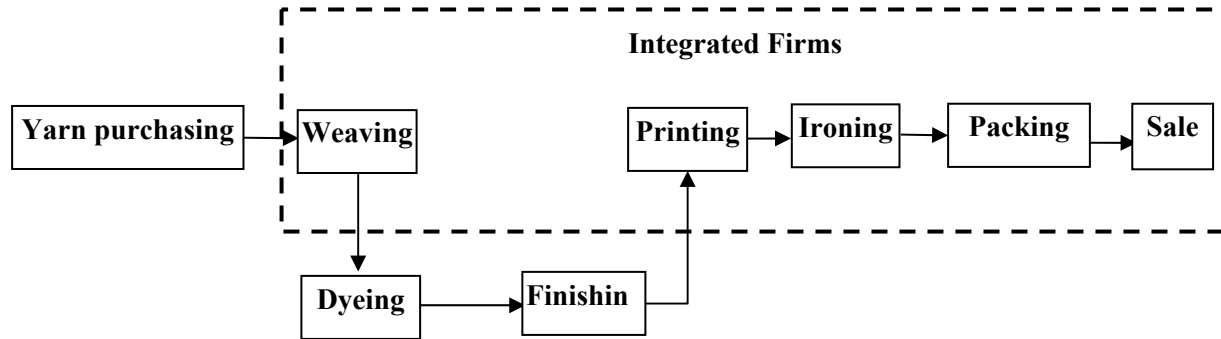 Integrated Firms
Yarn purchasing
Weaving
Printing
Ironing
Packing
Sale
Dyeing
Finishin